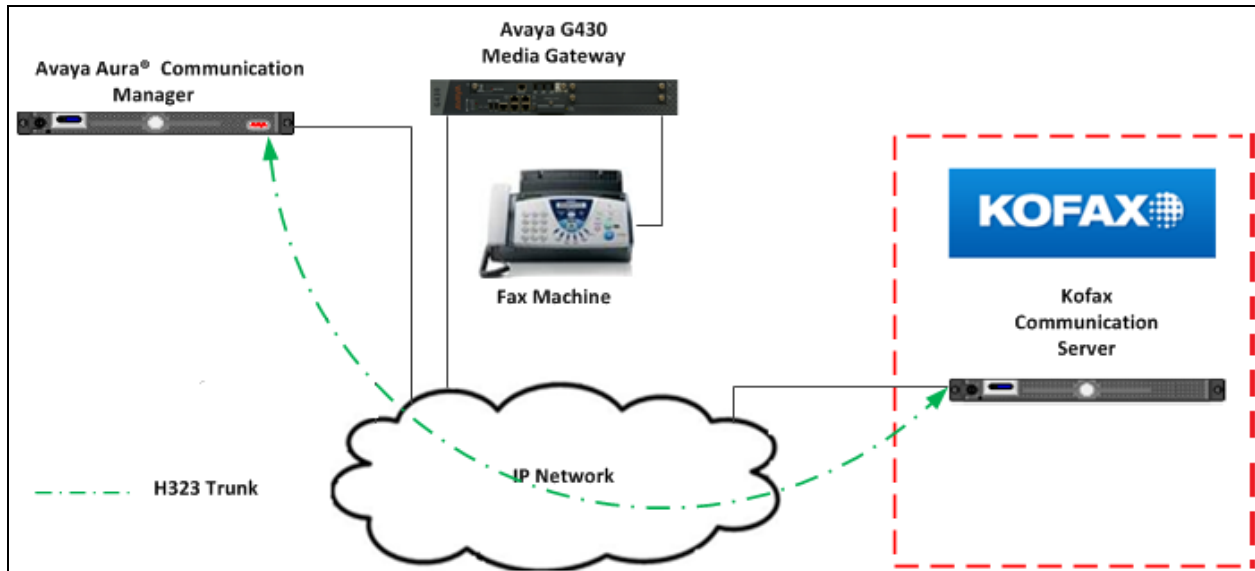 Avaya G430
Media Gateway
Avaya Aura® Communication
Manager
Fax Machine
KOFAX
Kofax
Communication
Server
IP Network
H323 Trunk